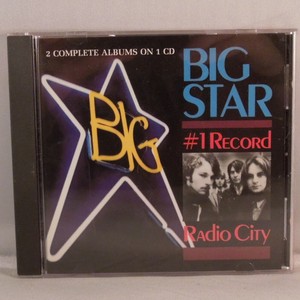 2 COMPLETE ALBUMS ON 1 CD
BIG
STAR
BIG
#1 Record
Radio City